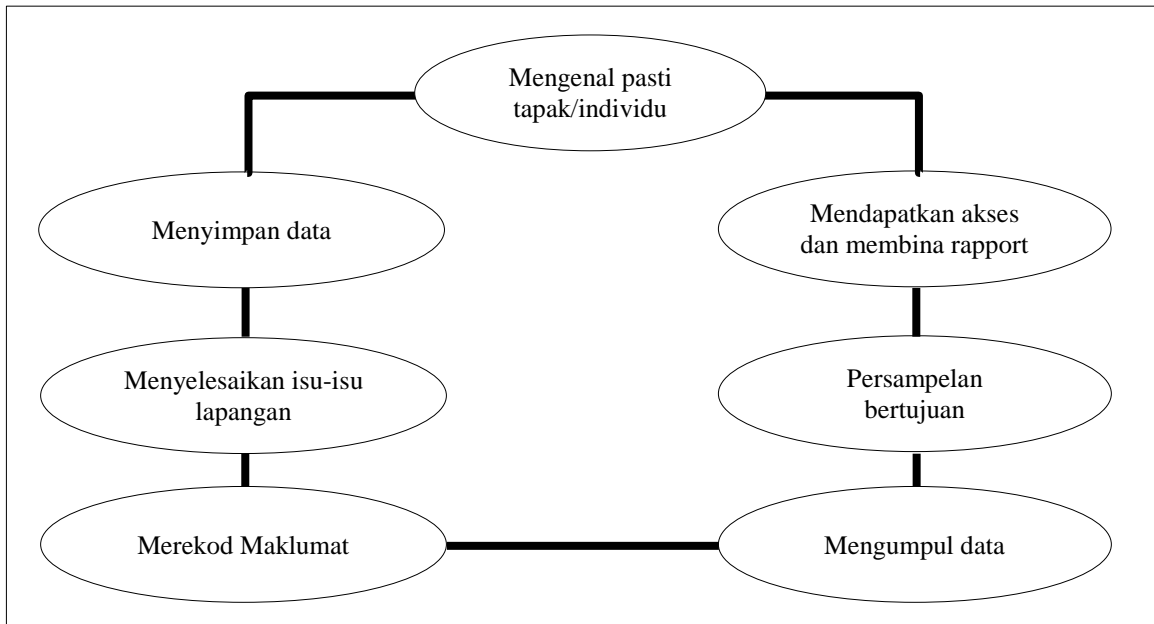 Mengenal pasti
tapak/individu
Menyimpan data
Mendapatkan akses
dan membina rapport
Menyelesaikan isu-isu
lapangan
Persampelan
bertujuan
Merekod Maklumat
Mengumpul data